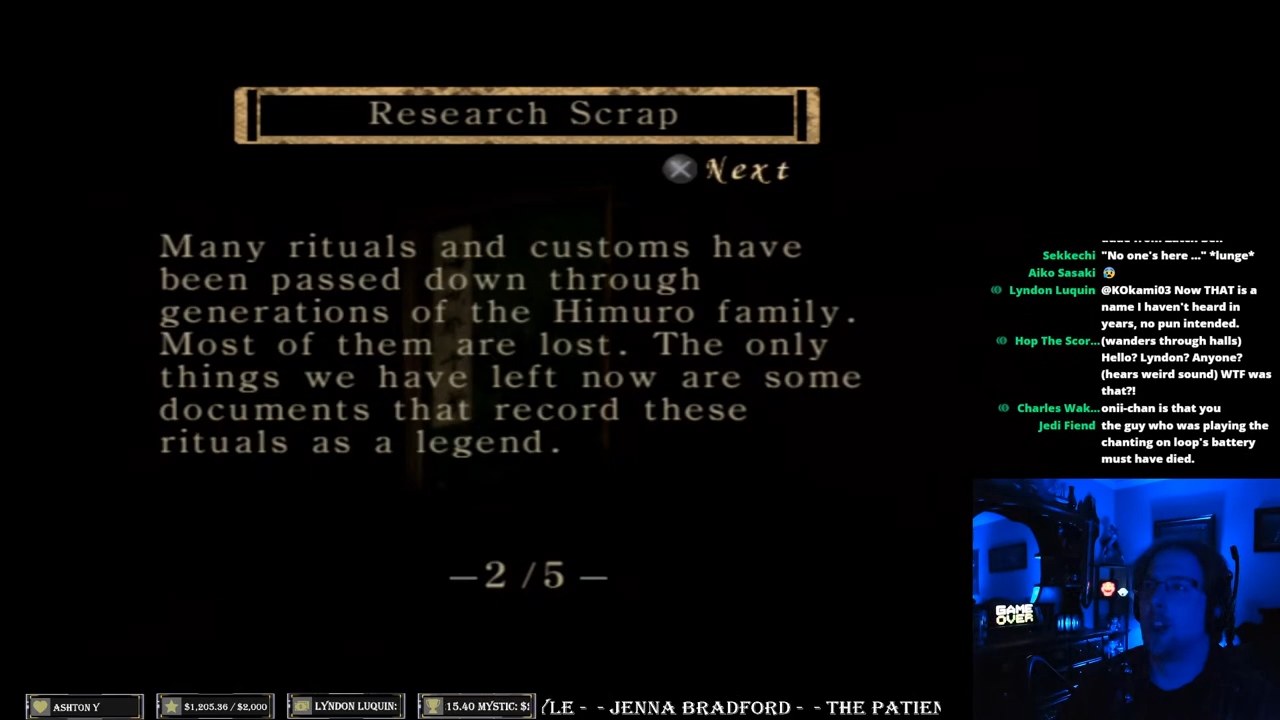 Research Scrap
Next
Many rituals and customs have
been passed down through
generations of the Himuro family.
Most of them are lost. The only
things we have left now are some
documents that record these
rituals as a legend.
—2/5—
Sekkechi "No one's here ..." *lunge*
Aiko Sasaki 😰
Lyndon Luquin @KOkami03 Now THAT is a
name I haven't heard in
years, no pun intended.
Hop The Scor... (wanders through halls)
Hello? Lyndon? Anyone?
(hears weird sound) WTF was
that?!
Charles Wak... onii-chan is that you
Jedi Fiend the guy who was playing the
chanting on loop's battery
must have died.
GAME
OVER
ASHTON Y
$1,205.36 / $2,000
LYNDON LUQUIN:
15.40 MYSTIC:
LE - - JENNA BRADFORD - - THE PATIEN